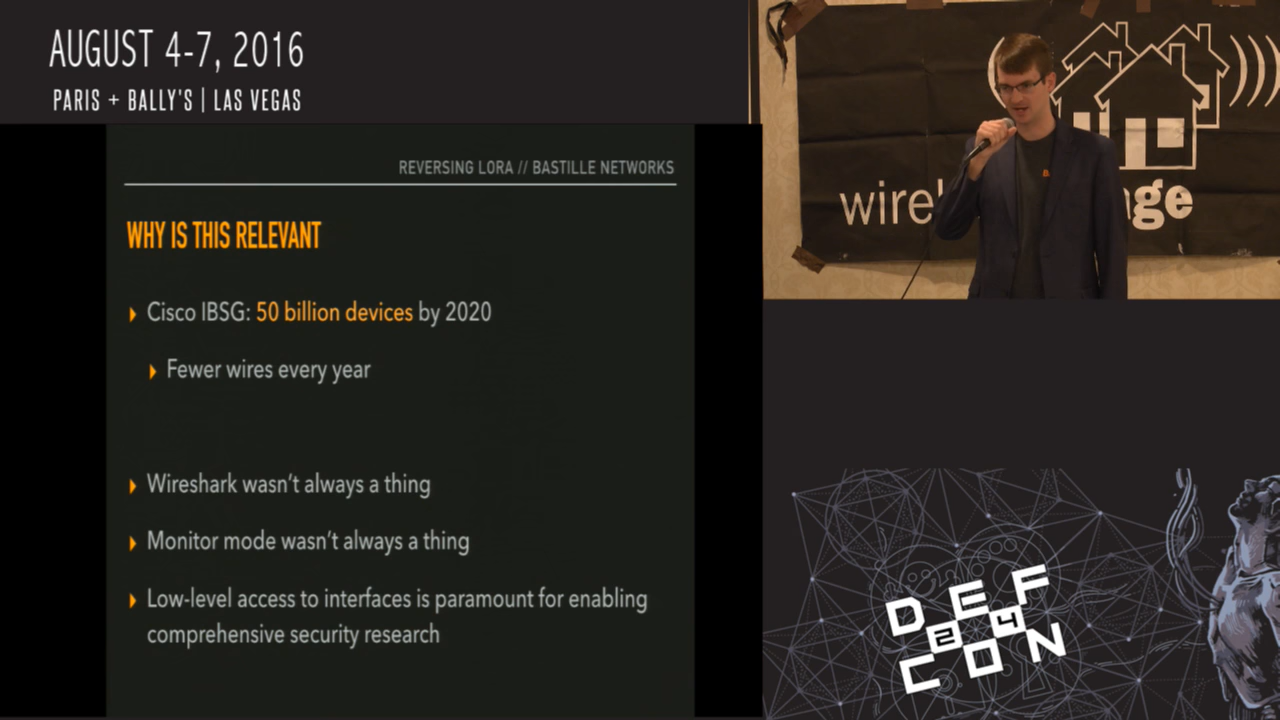 AUGUST 4-7, 2016
PARIS + BALLY'S | LAS VEGAS
REVERSING LORA // BASTILLE NETWORKS
WHY IS THIS RELEVANT
Cisco IBSG: 50 billion devices by 2020
Fewer wires every year
Wireshark wasn't always a thing
Monitor mode wasn't always a thing
Low-level access to interfaces is paramount for enabling
comprehensive security research
DEF
24
CON